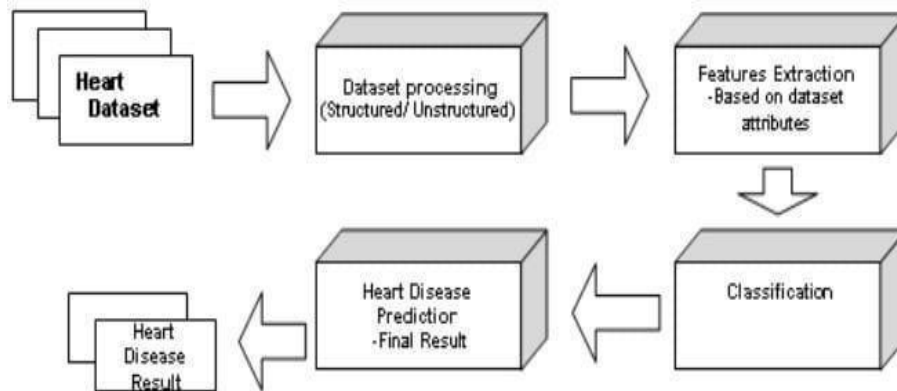 Heart
Dataset
Dataset processing
(Structured/ Unstructured)
Features Extraction
-Based on dataset
attributes
Classification
Heart Disease
Prediction
-Final Result
Heart
Disease
Result